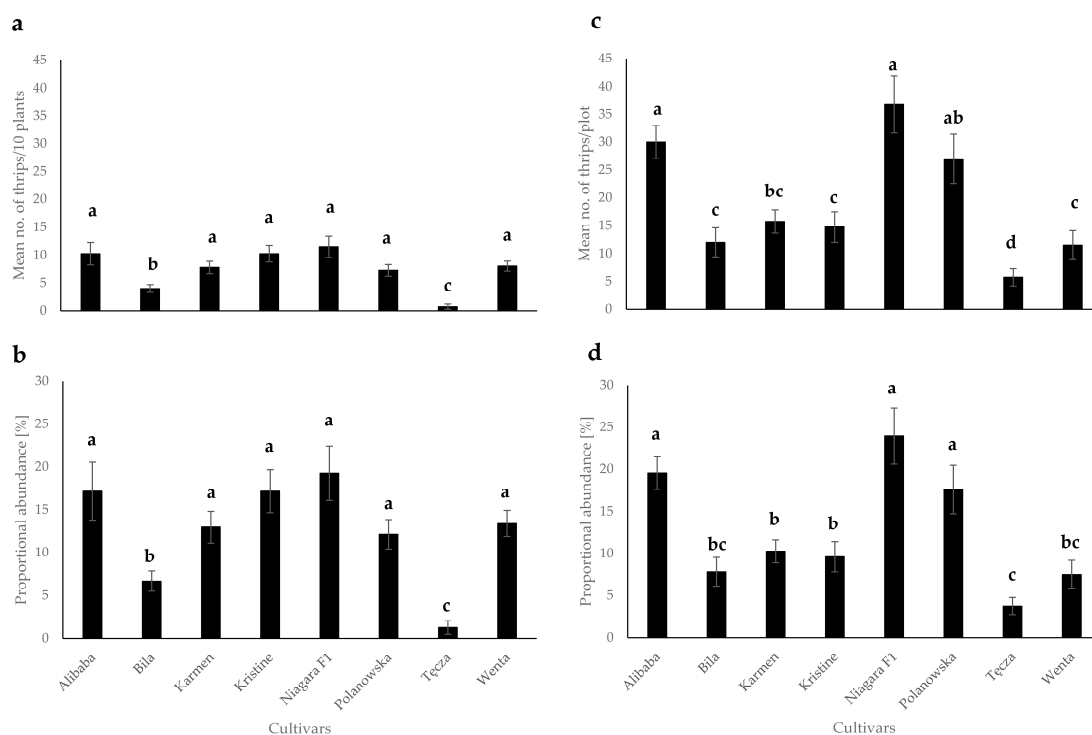 a
Mean no. of thrips/10 plants
45
40
35
30
25
20
15
10
5
0
a
b
a
a
a
a
c
a
b
Proportional abundance [%]
30
25
20
15
10
5
0
a
b
a
a
a
a
c
a
Alibaba
Bila
Karmen
Kristine
Niagara F1
Polanowska
Tęcza
Wenta
Cultivars
c
Mean no. of thrips/plot
45
40
35
30
25
20
15
10
5
0
a
c
bc
c
a
ab
d
c
d
Proportional abundance [%]
30
25
20
15
10
5
0
a
bc
b
b
a
a
c
bc
Alibaba
Bila
Karmen
Kristine
Niagara F1
Polanowska
Tęcza
Wenta
Cultivars